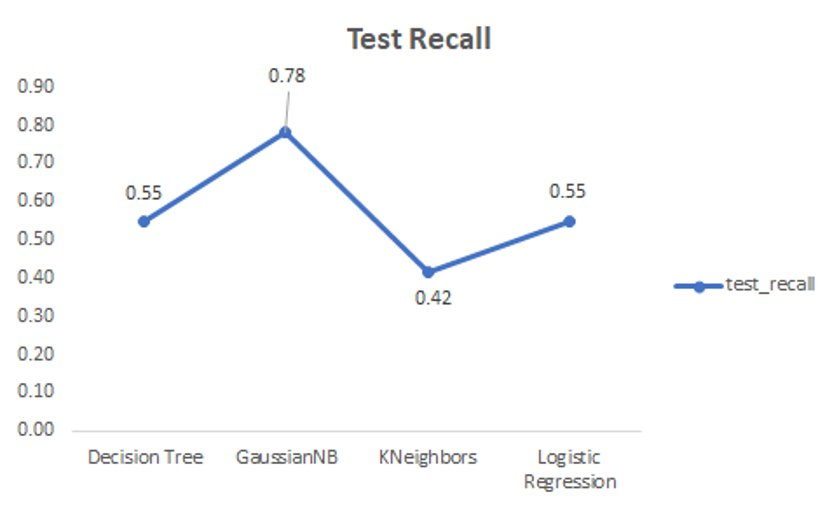 Test Recall
0.78
0.90
0.80
0.70
0.60
0.50
0.40
0.30
0.20
0.10
0.00
0.55
0.55
0.42
test_recall
Decision Tree
GaussianNB
KNeighbors
Logistic
Regression